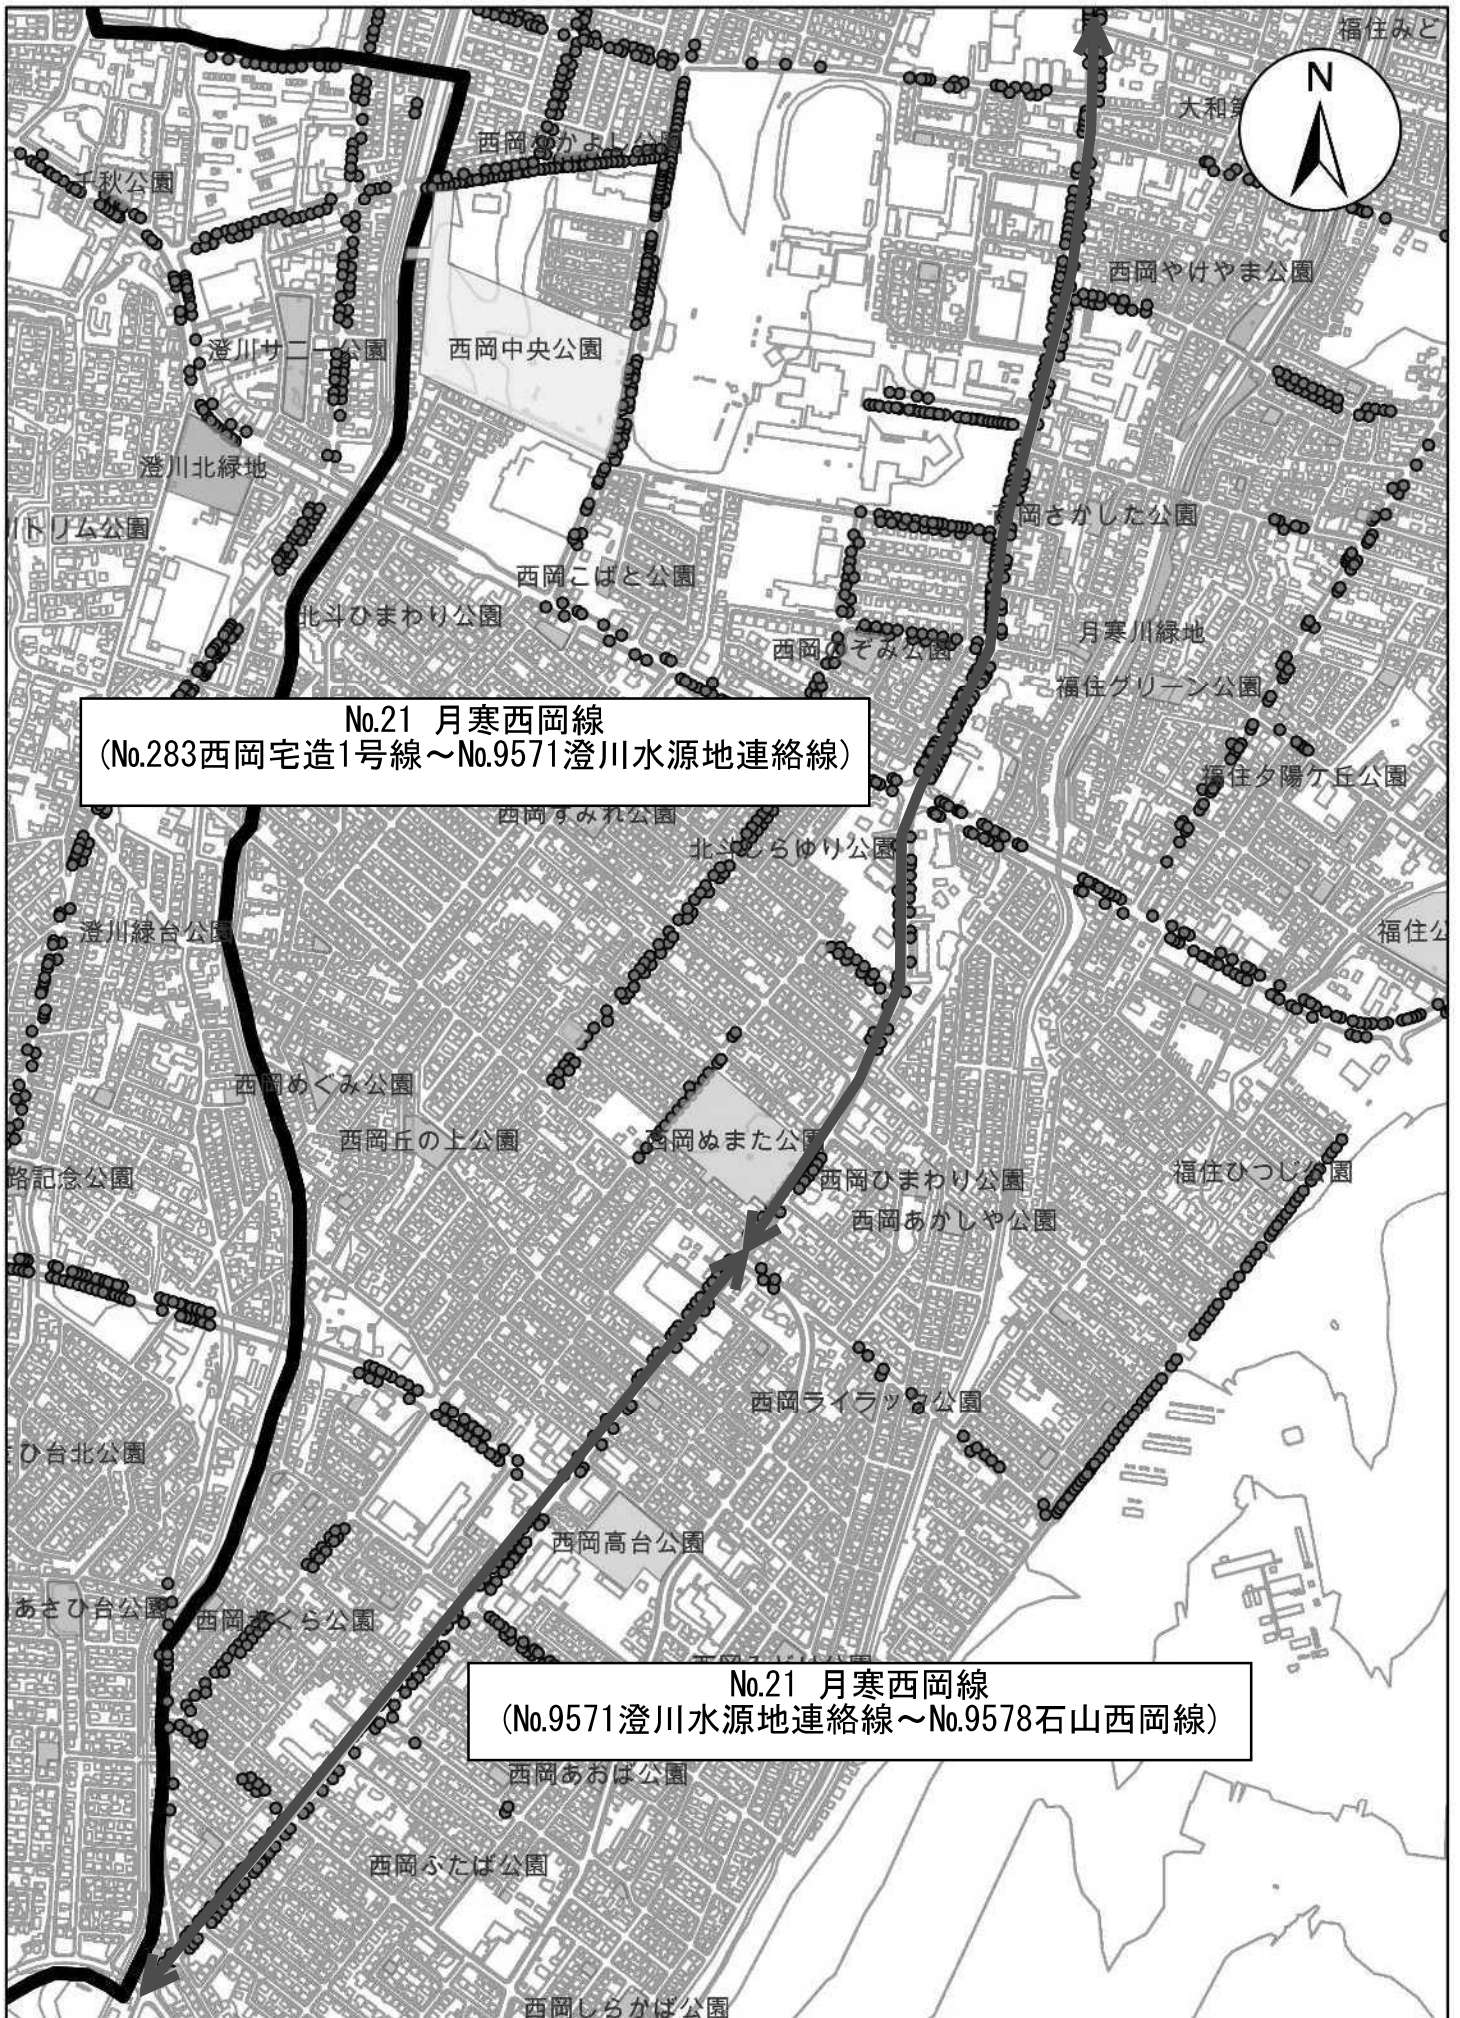 福住みど
N
大和
西岡なかよし公園
千秋公園
西岡やけやま公園
澄川サニー公園
西岡中央公園
澄川北緑地
岡さかした公園
トリム公園
西岡こばと公園
北斗ひまわり公園
月寒川緑地
西岡のぞみ公園
福住グリーン公園
No.21 月寒西岡線
(No.283西岡宅造1号線～No.9571澄川水源地連絡線)
福住夕陽ケ丘公園
西岡すみれ公園
北斗しらゆり公園
澄川緑台公園
福住公
西岡めぐみ公園
西岡丘の上公園
西岡ぬまた公園
路記念公園
西岡ひまわり公園
福住ひつじ公園
西岡あかしや公園
西岡ライラック公園
ひ台北公園
西岡高台公園
あさひ台公園
西岡さくら公園
No.21 月寒西岡線
(No.9571澄川水源地連絡線～No.9578石山西岡線)
西岡あおば公園
西岡ふたば公園
西岡しらかば公園